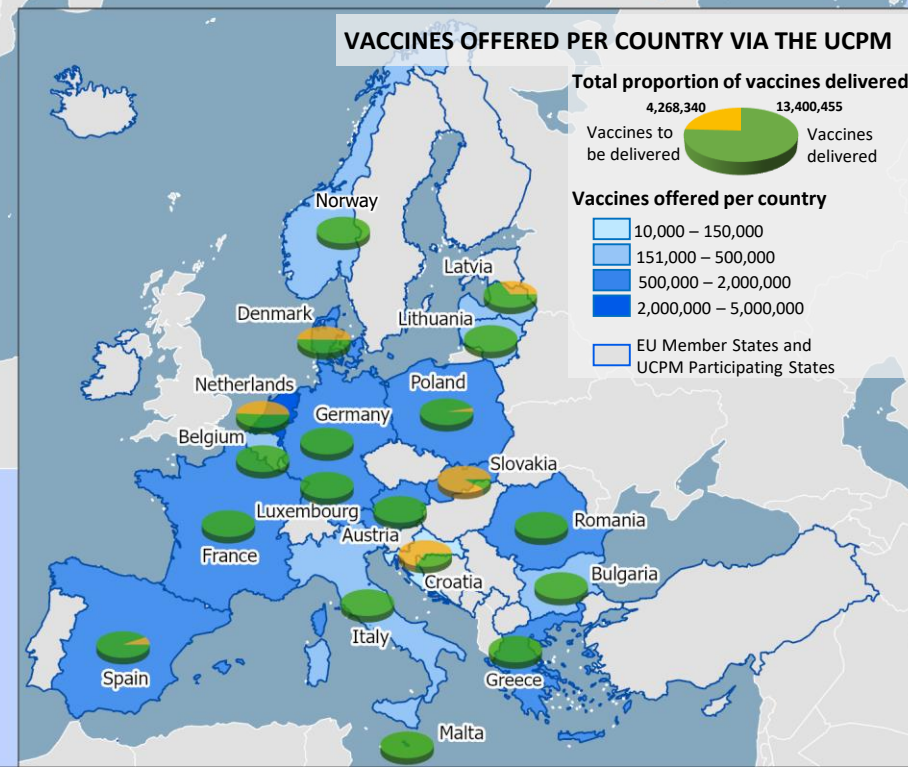 VACCINES OFFERED PER COUNTRY VIA THE UCPM
Total proportion of vaccines delivered
4,268,340
13,400,455
Vaccines to
be delivered
Vaccines
delivered
Vaccines offered per country
10,000 – 150,000
151,000 – 500,000
500,000 – 2,000,000
2,000,000 – 5,000,000
EU Member States and
UCPM Participating States
Norway
Latvia
Denmark
Lithuania
Netherlands
Poland
Germany
Belgium
Slovakia
Luxembourg
Romania
Austria
France
Bulgaria
Croatia
Italy
Spain
Greece
Malta